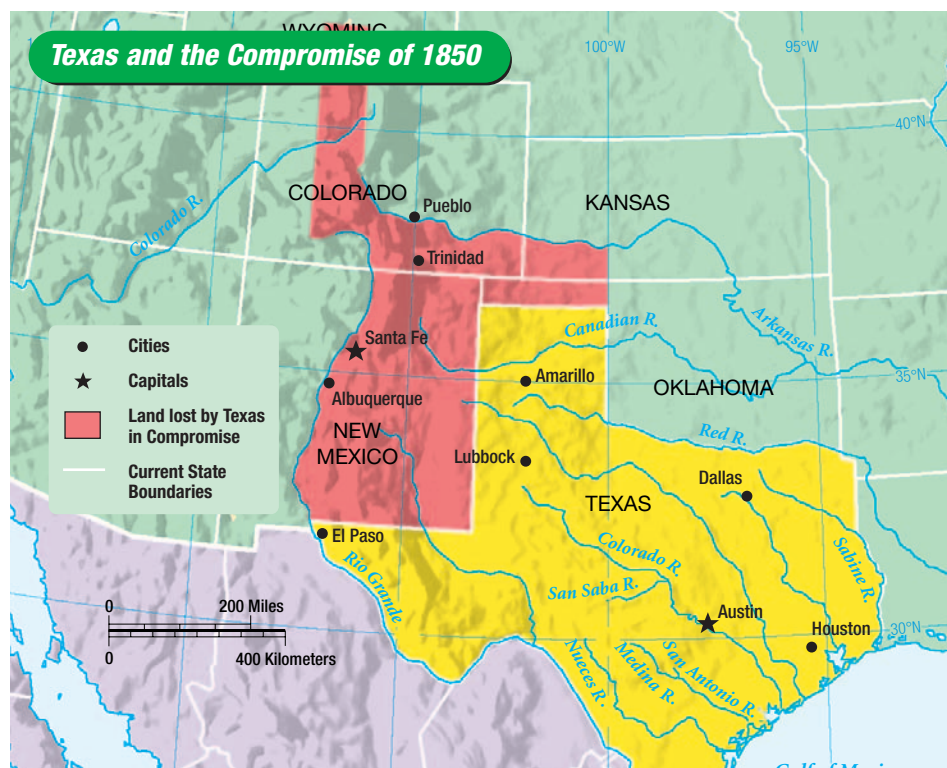 WYOMING
Texas and the Compromise of 1850
100°W
95°W
40°N
COLORADO
KANSAS
Pueblo
Colorado R.
Trinidad
Arkansas R.
Canadian R.
Santa Fe
Amarillo
35°N
OKLAHOMA
Albuquerque
NEW
MEXICO
Red R.
Lubbock
Dallas
TEXAS
El Paso
Colorado R.
Sabine R.
Rio Grande
San Saba R.
Austin
Houston
30°N
Nueces R.
Medina R.
San Antonio R.
Cities
Capitals
Land lost by Texas
in Compromise
Current State
Boundaries
0
200 Miles
0
400 Kilometers